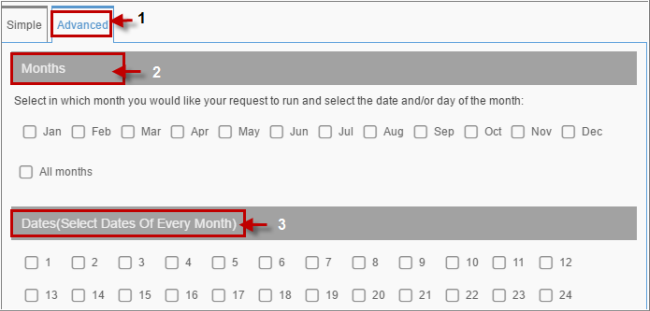 Simple Advanced 1
Months 2
Select in which month you would like your request to run and select the date and/or day of the month:
Jan Feb Mar Apr May Jun Jul Aug Sep Oct Nov Dec
All months
Dates(Select Dates Of Every Month) 3
1 2 3 4 5 6 7 8 9 10 11 12
13 14 15 16 17 18 19 20 21 22 23 24